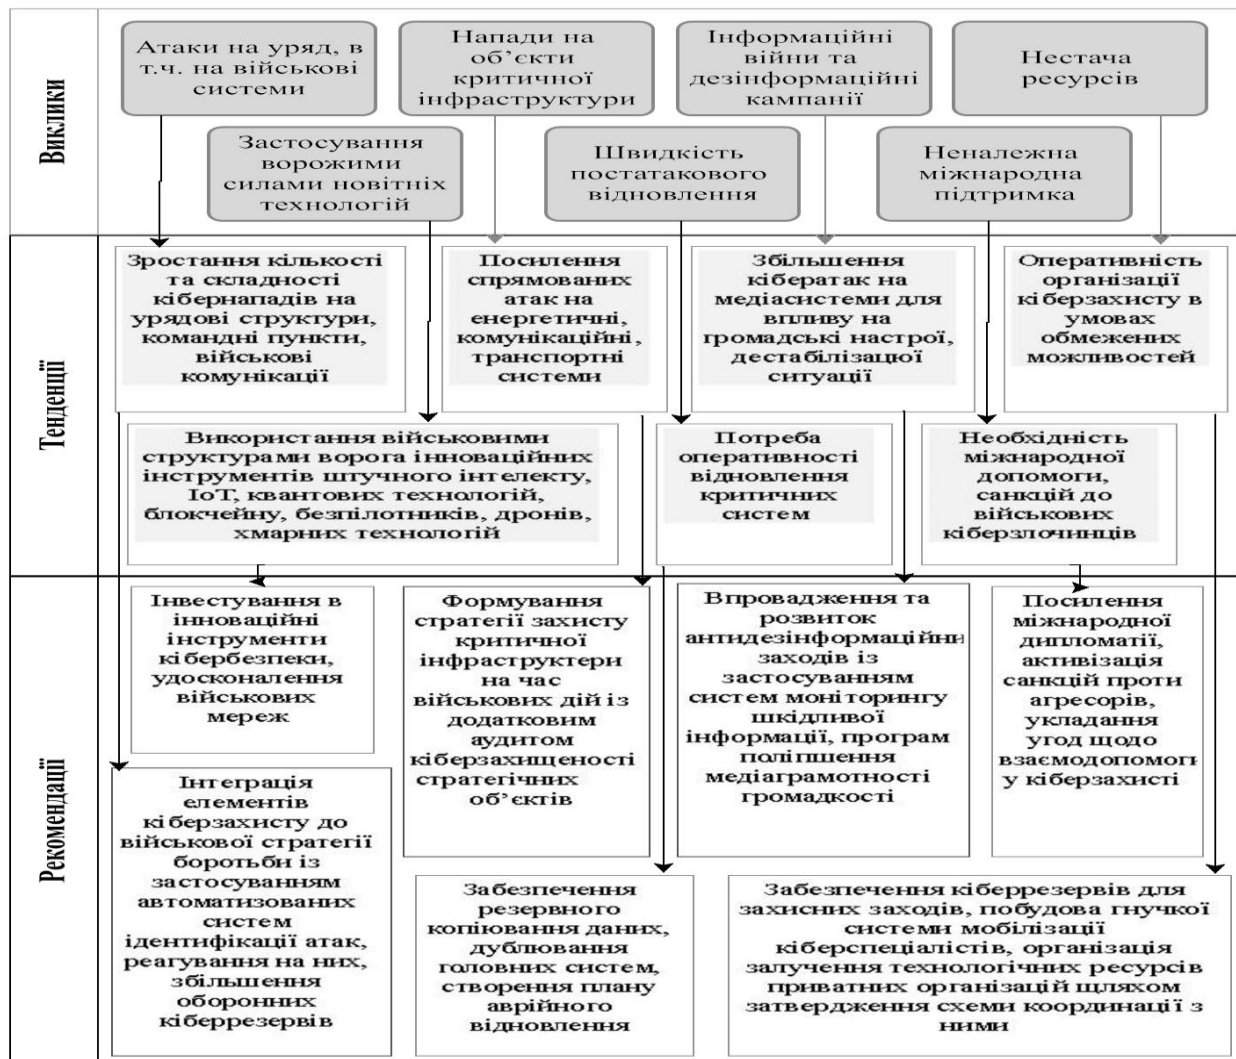 Виклики
Атаки на уряд, в
т.ч. на військові
системи
Напади на
об’єкти
критичної
інфраструктури
Інформаційні
війни та
дезінформаційні
кампанії
Нестача
ресурсів
Застосування
ворожими
силами новітніх
технологій
Швидкість
постатакового
відновлення
Неналежна
міжнародна
підтримка
Тенденції
Зростання кількості
та складності
кібернападів на
урядові структури,
командні пункти,
військові
комунікації
Посилення
спрямованих
атак на
енергетичні,
комунікаційні,
транспортні
системи
Збільшення
кібератак на
медіасистеми для
впливу на
громадські настрої,
дестабілізацюї
ситуації
Оперативність
організації
кіберзахисту в
умовах
обмежених
можливостей
Використання військовими
структурами ворога інноваційних
інструментів штучного інтелекту,
IoT, квантових технологій,
блокчейну, безпілотників, дронів,
хмарних технологій
Потреба
оперативності
відновлення
критичних
систем
Необхідність
міжнародної
допомоги,
санкцій до
військових
кіберзлочинців
Рекомендації
Інвестування в
інноваційні
інструменти
кібербезпеки,
удосконалення
військових
мереж
Формування
стратегії захисту
критичної
інфраструктери
на час
військових дій із
додатковим
аудитом
кіберзахищеності
стратегічних
об’єктів
Впровадження та
розвиток
антидезінформаційни
заходів із
застосуванням
систем моніторингу
шкідливої
інформації, програм
поліпшення
медіаграмотності
громадкості
Посилення
міжнародної
дипломатії,
активізація
санкцій проти
агресорів,
укладання
угод щодо
взаємодопомоги
у кіберзахисті
Інтеграція
елементів
кіберзахисту до
військової стратегії
боротьби із
застосуванням
автоматизованих
систем
ідентифікації атак,
реагування на них,
збільшення
оборонних
кіберрезервів
Забезпечення
резервного
копіювання даних,
дублювання
головних систем,
створення плану
аврійного
відновлення
Забезпечення кіберрезервів для
захисних заходів, побудова гнучкої
системи мобілізації
кіберспеціалістів, організація
залучення технологічних ресурсів
приватних організацій щляхом
затвердження схеми координації з
ними